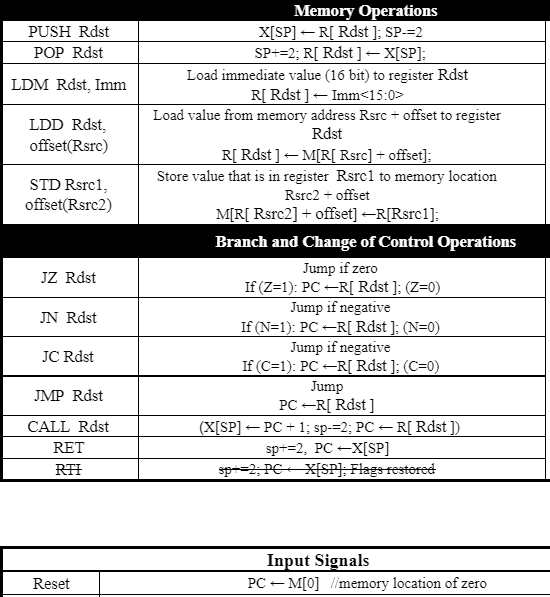 Memory Operations
PUSH Rdst X[SP] ← R[ Rdst ]; SP-=2
POP Rdst SP+=2; R[ Rdst ] ← X[SP];
LDM Rdst, Imm
Load immediate value (16 bit) to register Rdst
R[ Rdst ] ← Imm<15:0>
LDD Rdst,
offset(Rsrc)
Load value from memory address Rsrc + offset to register
Rdst
R[ Rdst ] ← M[R[ Rsrc] + offset];
STD Rsrc1,
offset(Rsrc2)
Store value that is in register Rsrc1 to memory location
Rsrc2 + offset
M[R[ Rsrc2] + offset] ←R[Rsrc1];
Branch and Change of Control Operations
JZ Rdst
Jump if zero
If (Z=1): PC ←R[ Rdst ]; (Z=0)
JN Rdst
Jump if negative
If (N=1): PC ←R[ Rdst ]; (N=0)
JC Rdst
Jump if negative
If (C=1): PC ←R[ Rdst ]; (C=0)
JMP Rdst
Jump
PC ←R[ Rdst ]
CALL Rdst (X[SP] ← PC + 1; sp-=2; PC ← R[ Rdst ])
RET sp+=2, PC ←X[SP]
RTI sp+=2; PC ← X[SP]; Flags restored
Input Signals
Reset PC ← M[0] //memory location of zero